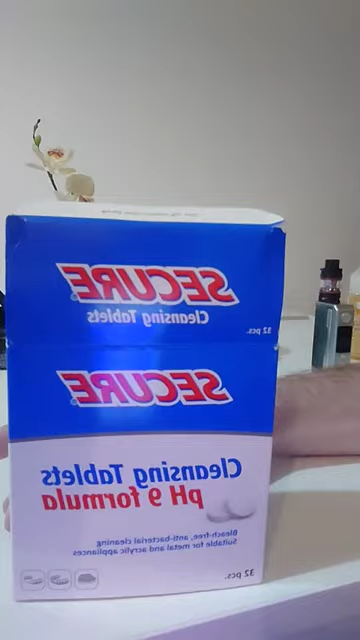 SECURE®
Cleansing Tablets
32 pcs.
SECURE®
Cleansing Tablets
pH 9 formula
Bleach-free, anti-bacterial cleaning
Suitable for metal and acrylic appliances
32 pcs.